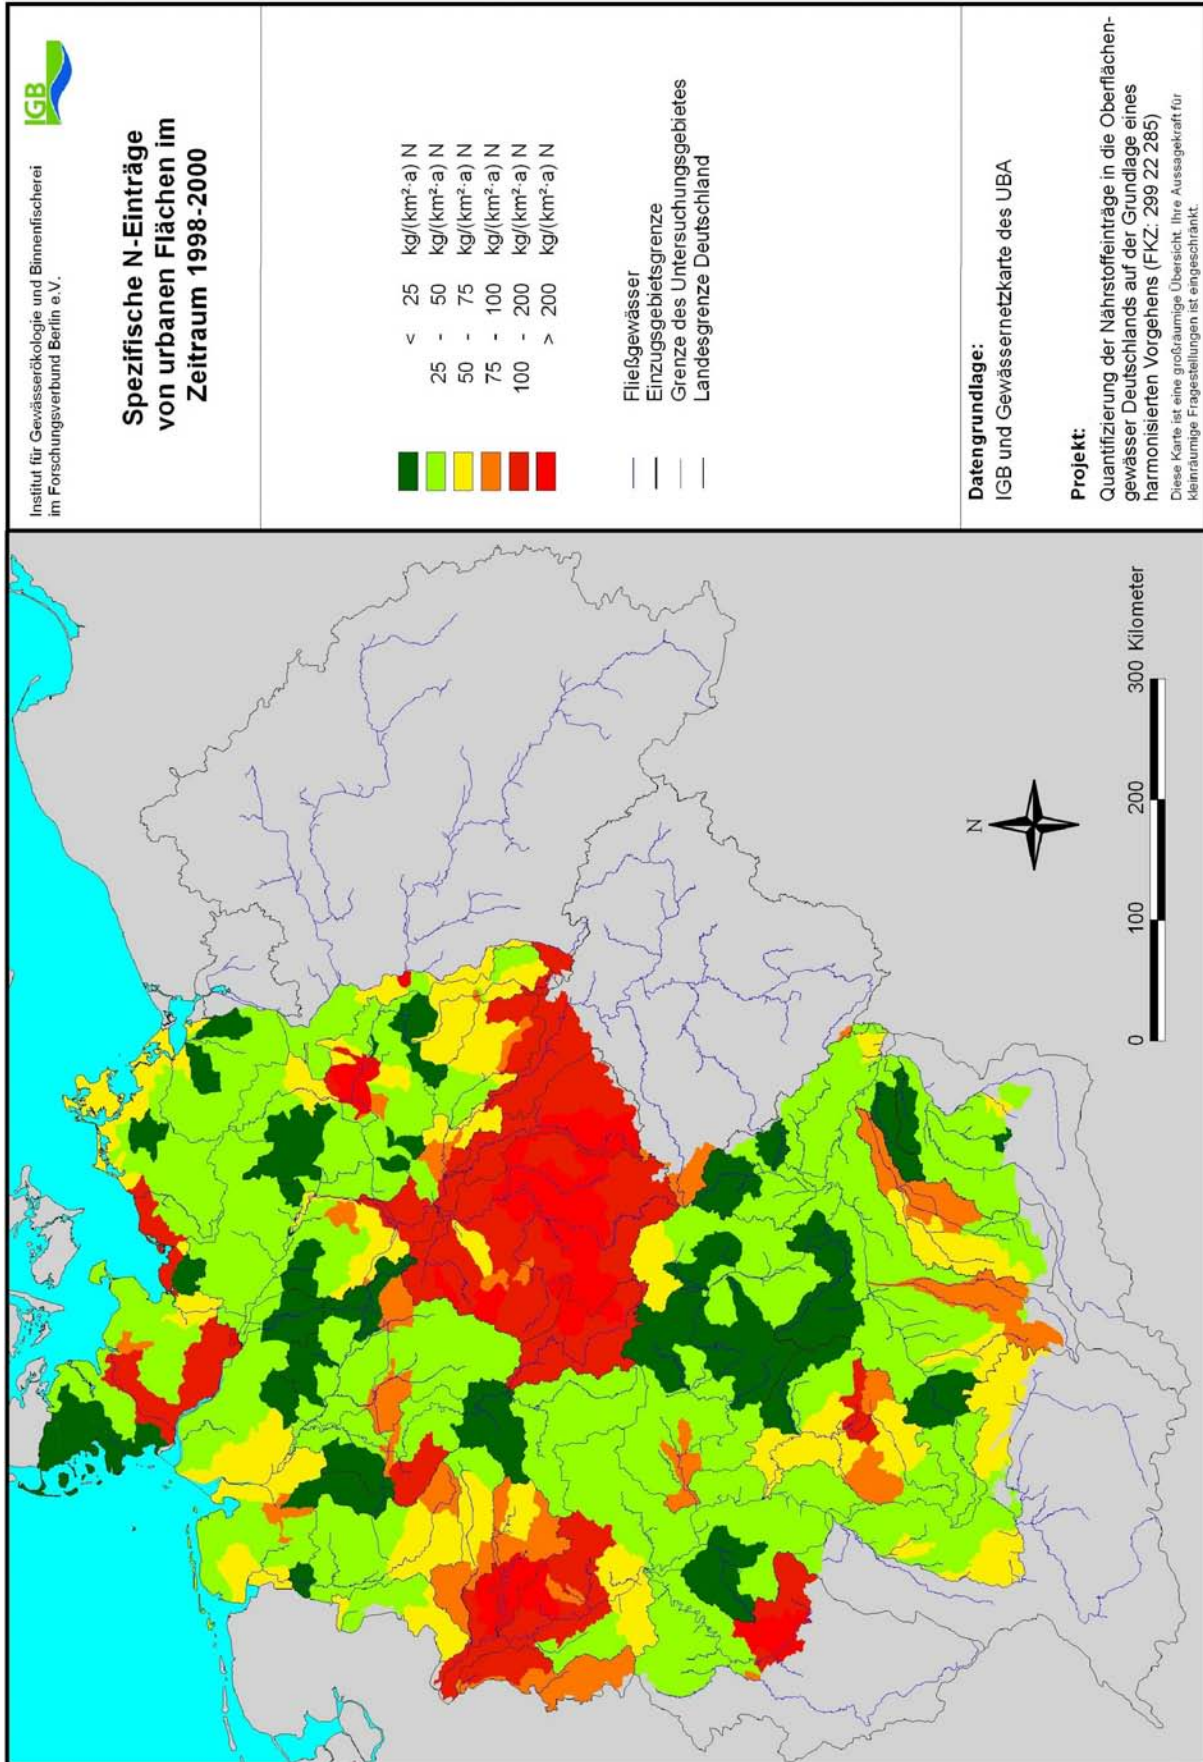 IGB
Institut für Gewässerökologie und Binnenfischerei
im Forschungsverbund Berlin e.V.
Spezifische N-Einträge
von urbanen Flächen im
Zeitraum 1998-2000
< 25 kg/(km²·a) N
25 - 50 kg/(km²·a) N
50 - 75 kg/(km²·a) N
75 - 100 kg/(km²·a) N
100 - 200 kg/(km²·a) N
> 200 kg/(km²·a) N
Fließgewässer
Einzugsgebietsgrenze
Grenze des Untersuchungsgebietes
Landesgrenze Deutschland
Datengrundlage:
IGB und Gewässernetzkarte des UBA
Projekt:
Quantifizierung der Nährstoffeinträge in die Oberflächen-
gewässer Deutschlands auf der Grundlage eines
harmonisierten Vorgehens (FKZ: 299 22 285)
Diese Karte ist eine großräumige Übersicht. Ihre Aussagekraft für
kleinräumige Fragestellungen ist eingeschränkt.
N
0 100 200 300 Kilometer